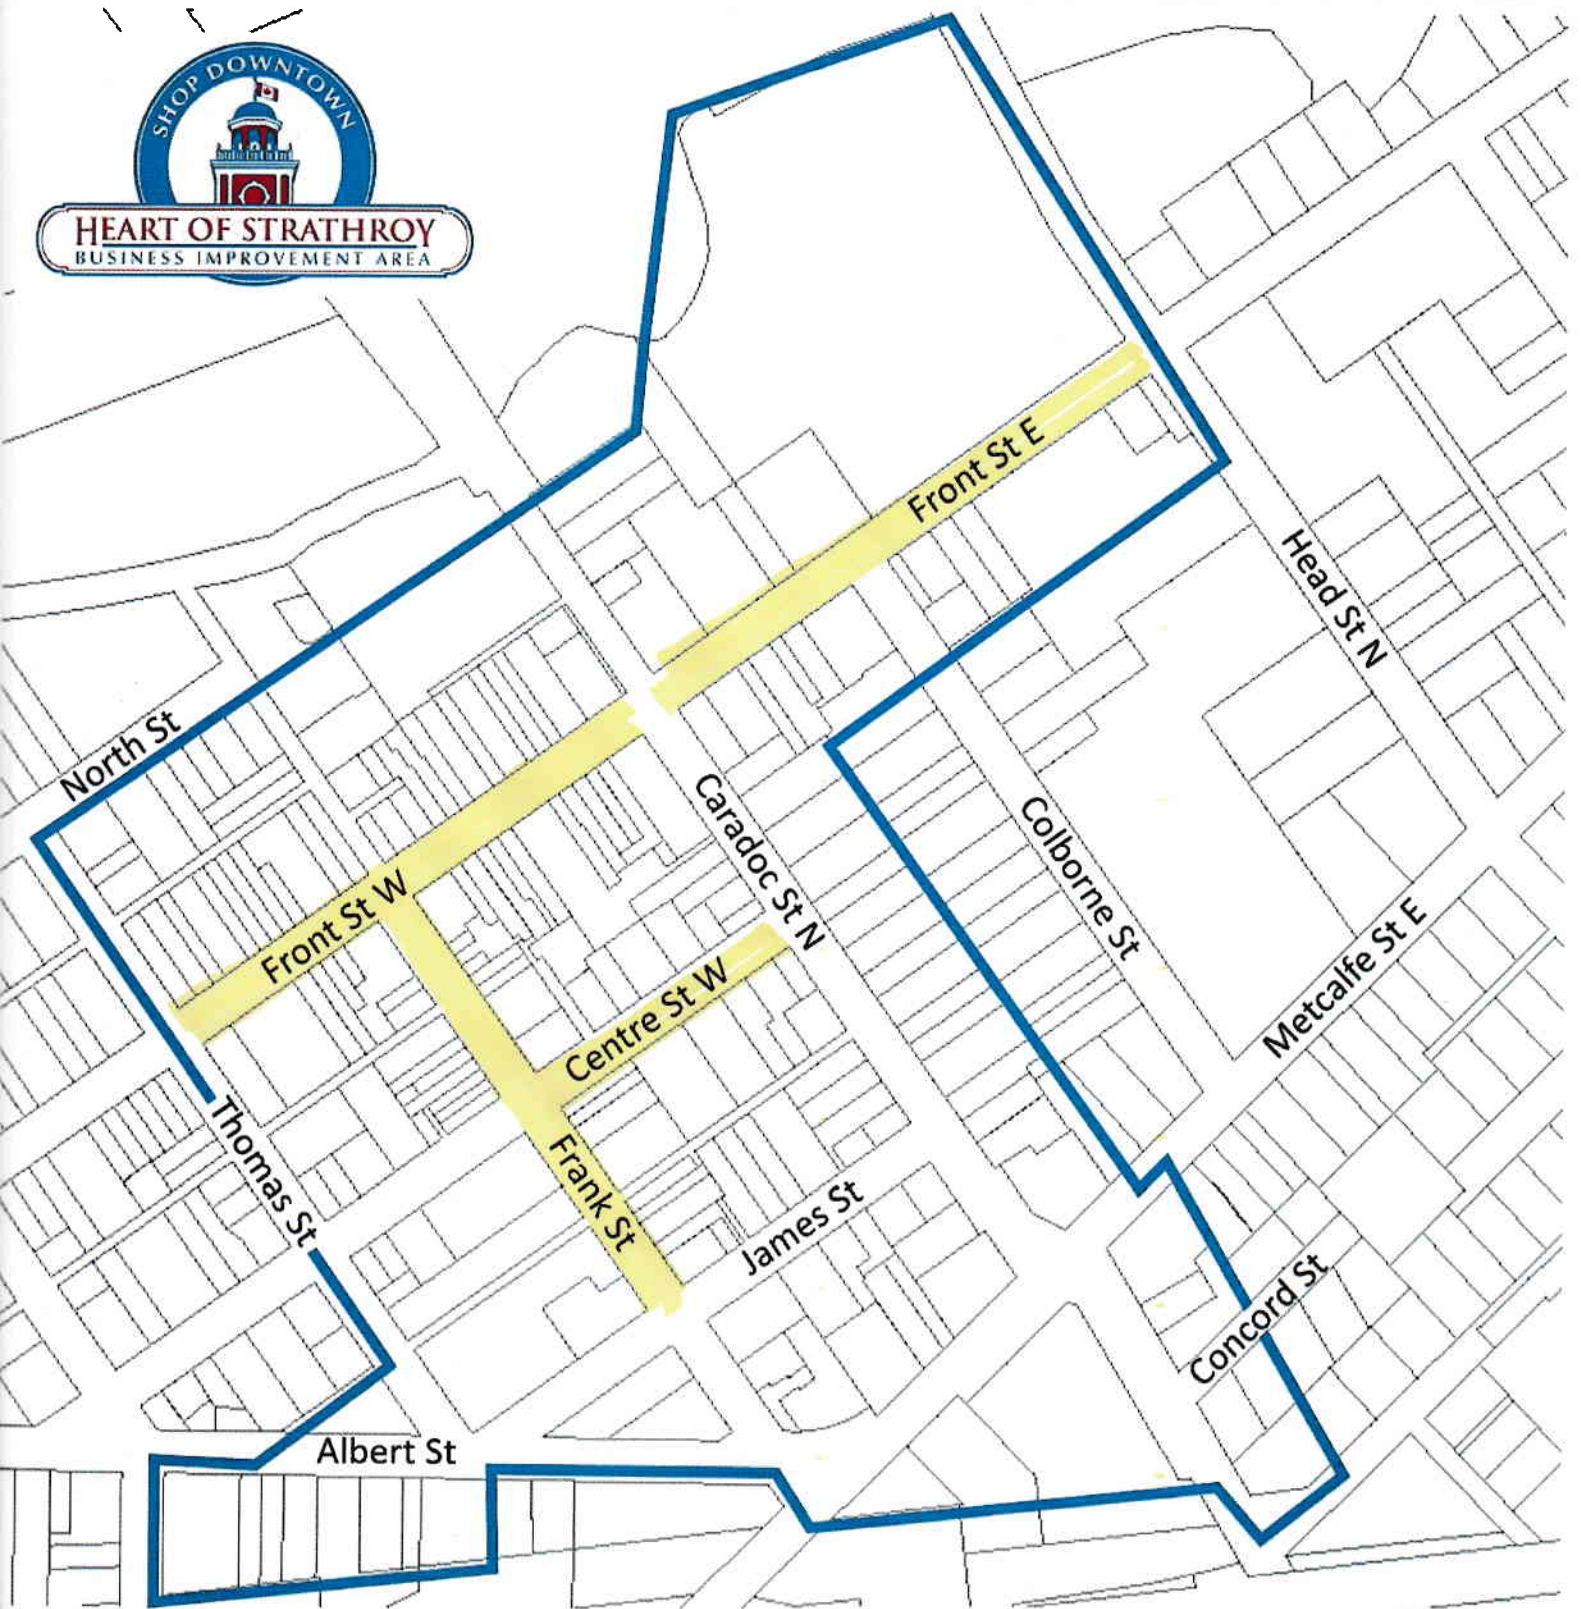 SHOP DOWNTOWN
HEART OF STRATHROY
BUSINESS IMPROVEMENT AREA
Front St E
Head St N
North St
Caradoc St N
Colborne St
Front St W
Metcalfe St E
Centre St W
Thomas St
Frank St
James St
Concord St
Albert St